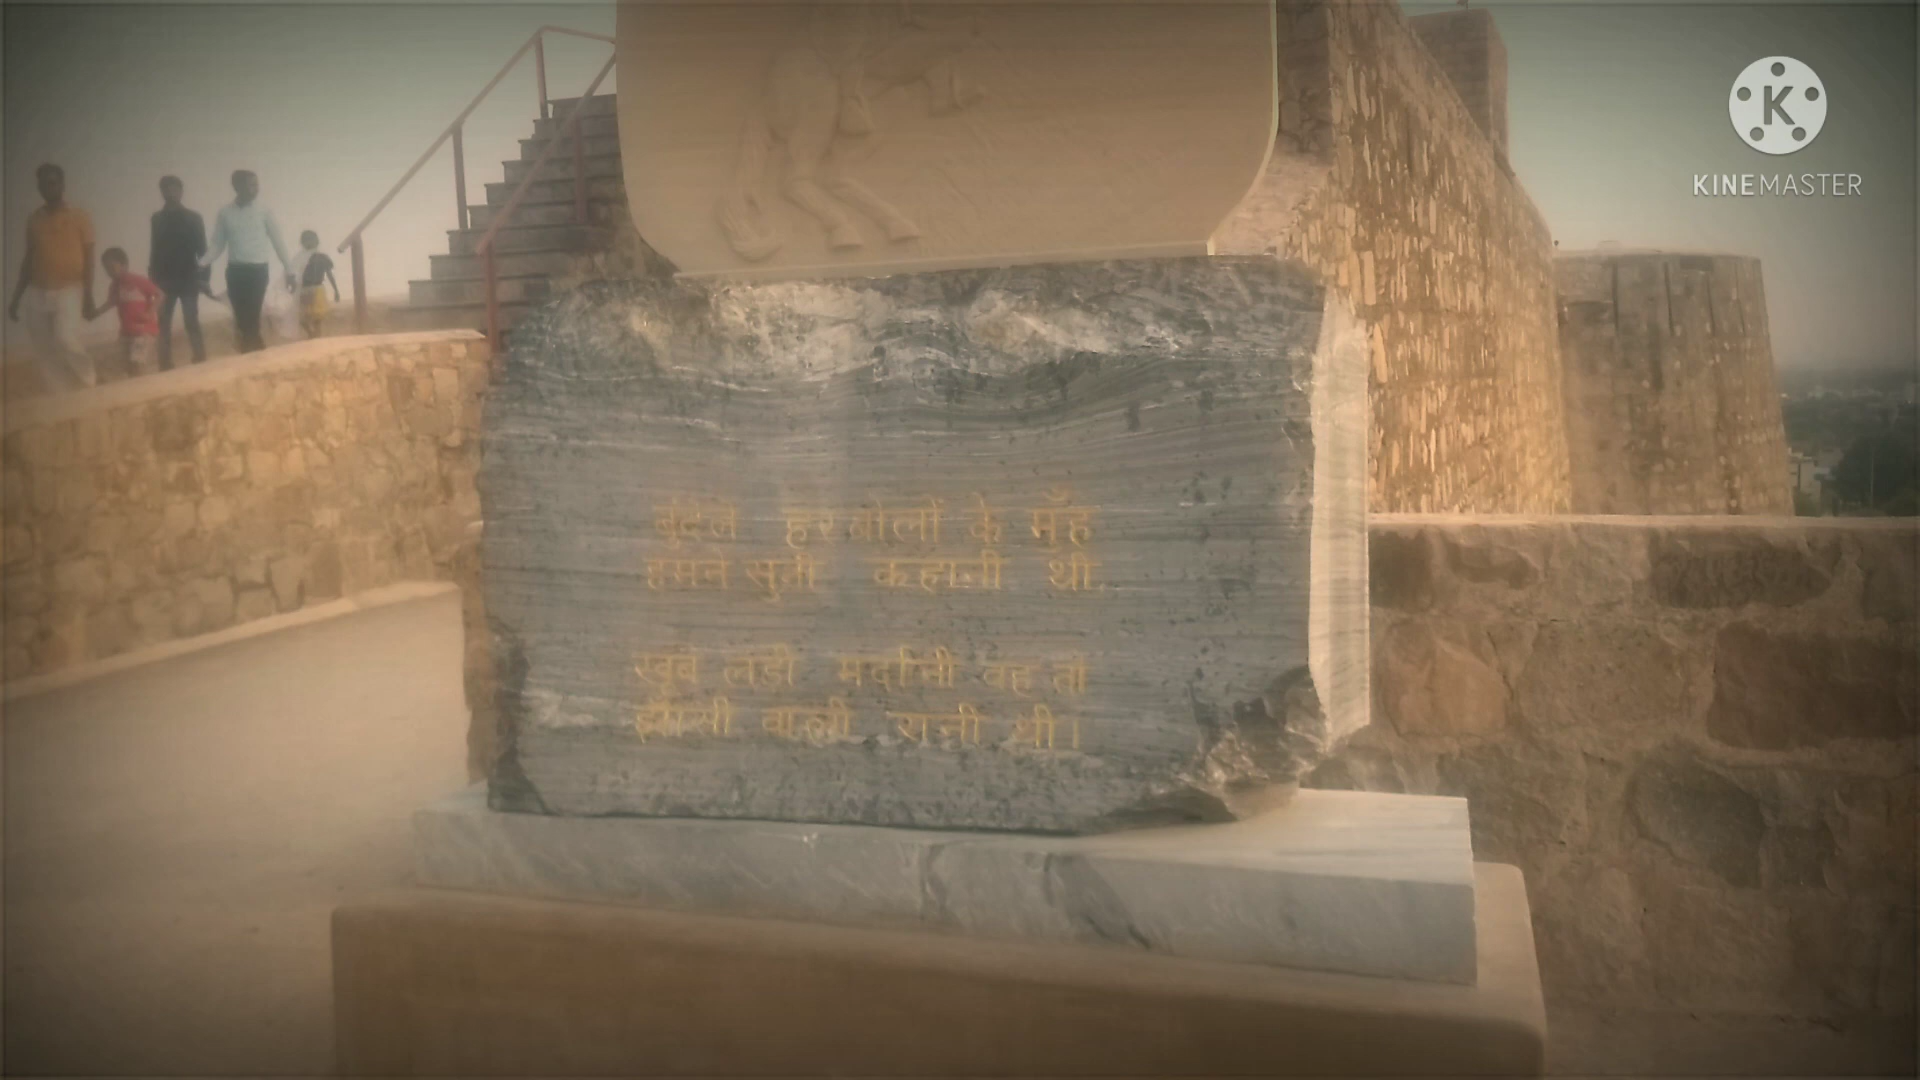 KINEMASTER
बुंदेले हरबोलों के मुँह
हमने सुनी कहानी थी,
खूब लड़ी मर्दानी वह तो
झाँसी वाली रानी थी।